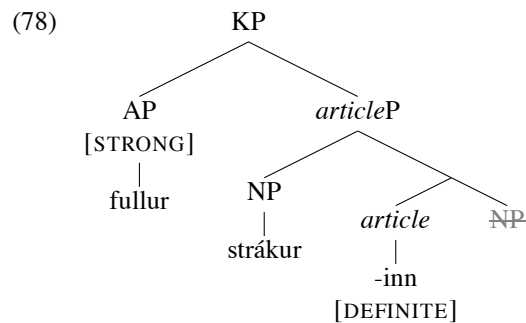 (78) KP
AP articleP
[STRONG]
fullur NP
article NP
strákur
-inn
[DEFINITE]